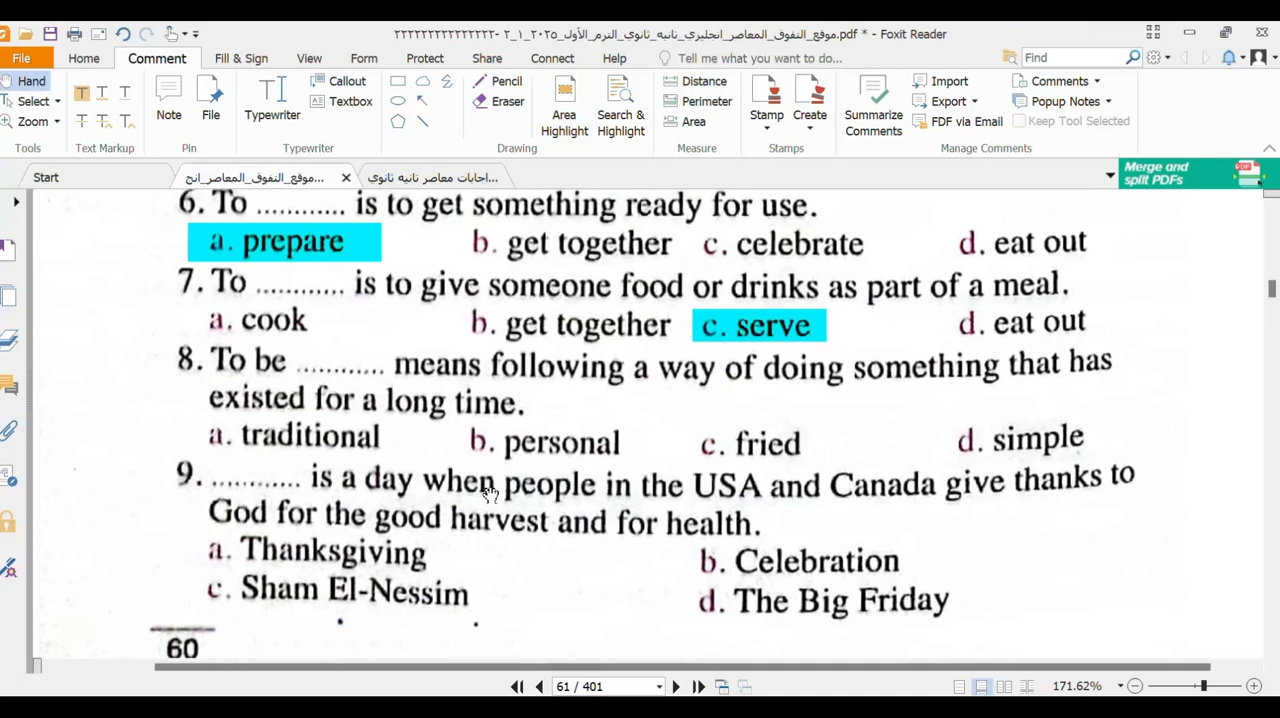 موقع_التفوق_المعاصر_انجليزي_ثانيه_ثانوي_الترم_الأول_٢٠٢٥_١_٢ -٢٢٢٢٢٢٢٢٢٢٢٢٢٢.pdf * - Foxit Reader
File Home Comment Fill & Sign View Form Protect Share Connect Help Tell me what you want to do... Find
Hand
Select
Zoom
Tools
Text Markup
Note
File
Pin
Typewriter
Callout
Textbox
Typewriter
Pencil
Eraser
Area Highlight
Search & Highlight
Drawing
Distance
Perimeter
Area
Measure
Stamp
Create
Stamps
Summarize Comments
Import
Export
FDF via Email
Comments
Popup Notes
Keep Tool Selected
Manage Comments
Start
موقع_التفوق_المعاصر_انج...
اجابات معاصر تانيه ثانوي...
Merge and split PDFs
6. To ............ is to get something ready for use.
a. prepare b. get together c. celebrate d. eat out
7. To ............ is to give someone food or drinks as part of a meal.
a. cook b. get together c. serve d. eat out
8. To be ............ means following a way of doing something that has
existed for a long time.
a. traditional b. personal c. fried d. simple
9. ............ is a day when people in the USA and Canada give thanks to
God for the good harvest and for health.
a. Thanksgiving b. Celebration
c. Sham El-Nessim d. The Big Friday
60
61 / 401
171.62%